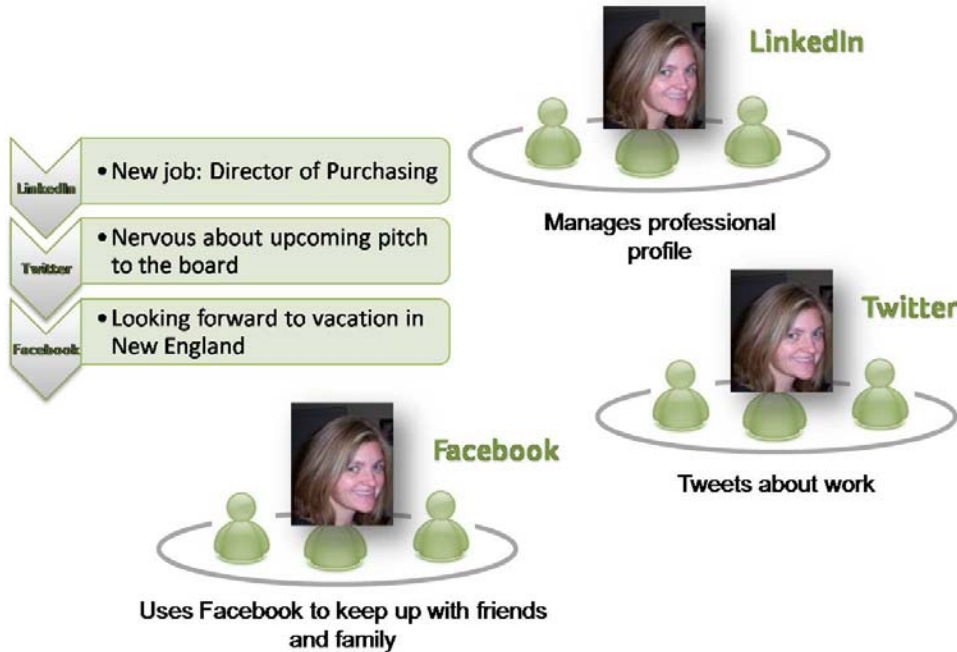 LinkedIn
Manages professional
profile
LinkedIn
• New job: Director of Purchasing
Twitter
• Nervous about upcoming pitch
to the board
Facebook
• Looking forward to vacation in
New England
Twitter
Tweets about work
Facebook
Uses Facebook to keep up with friends
and family